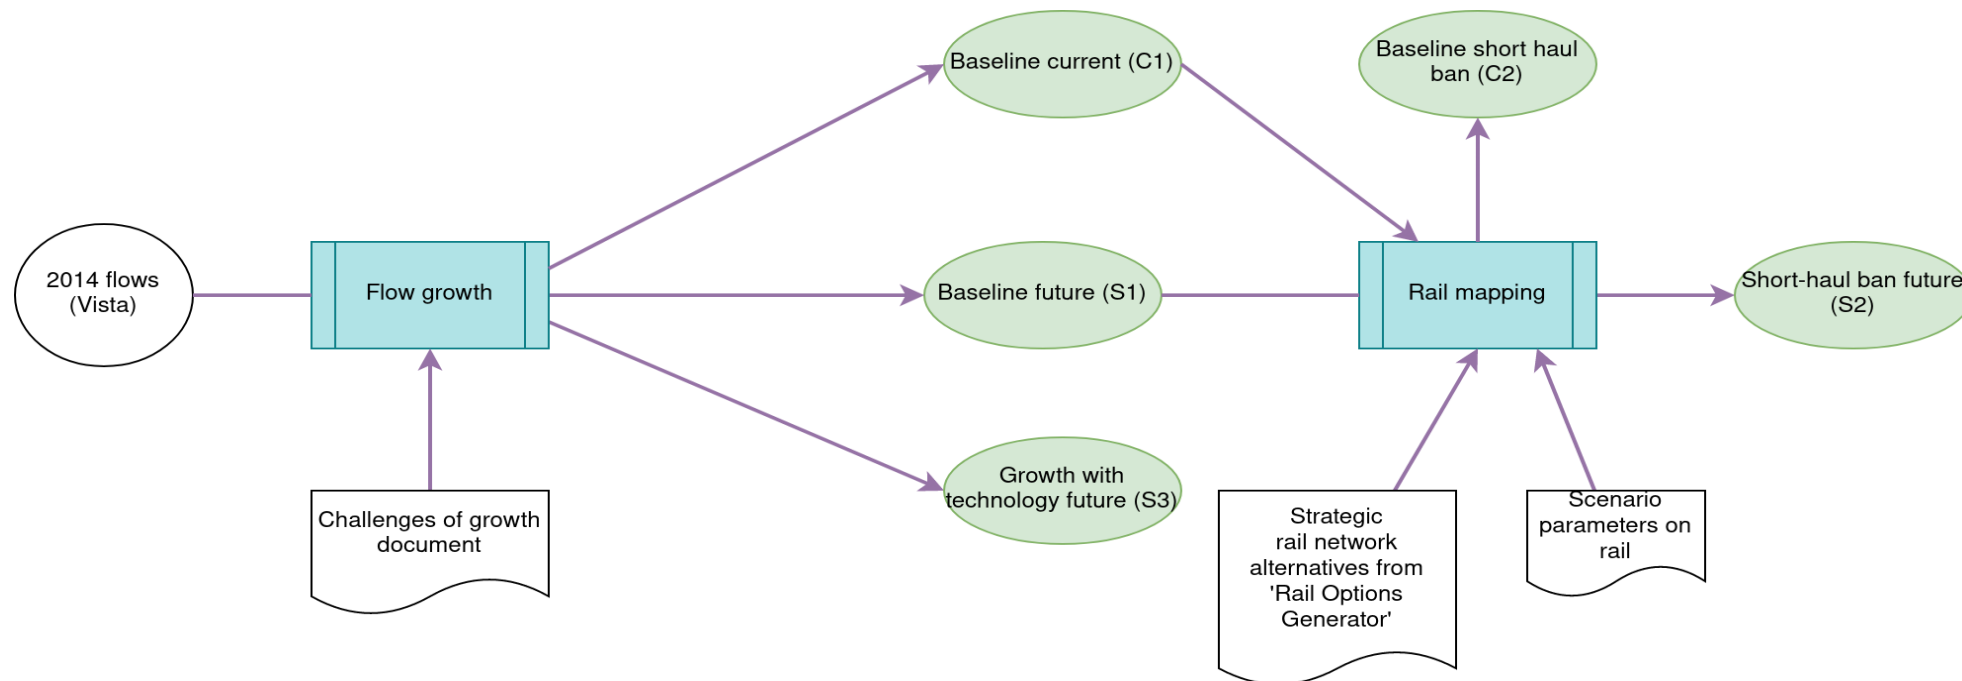 Baseline current (C1)
Baseline short haul
ban (C2)
2014 flows
(Vista)
Flow growth
Baseline future (S1)
Rail mapping
Short-haul ban future
(S2)
Challenges of growth
document
Growth with
technology future (S3)
Strategic
rail network
alternatives from
'Rail Options
Generator'
Scenario
parameters on
rail